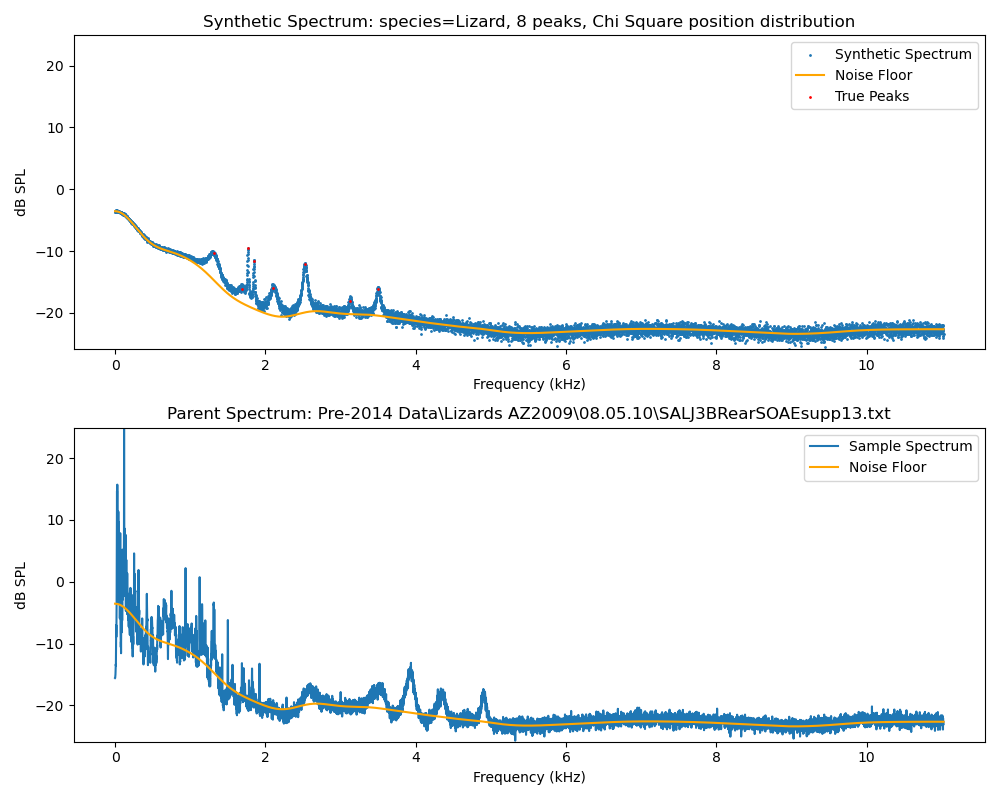 Synthetic Spectrum: species=Lizard, 8 peaks, Chi Square position distribution
20
10
0
−10
−20
dB SPL
Synthetic Spectrum
Noise Floor
True Peaks
0 2 4 6 8 10
Frequency (kHz)
Parent Spectrum: Pre-2014 Data\Lizards AZ2009\08.05.10\SALJ3BRearSOAEsupp13.txt
20
10
0
−10
−20
dB SPL
Sample Spectrum
Noise Floor
0 2 4 6 8 10
Frequency (kHz)